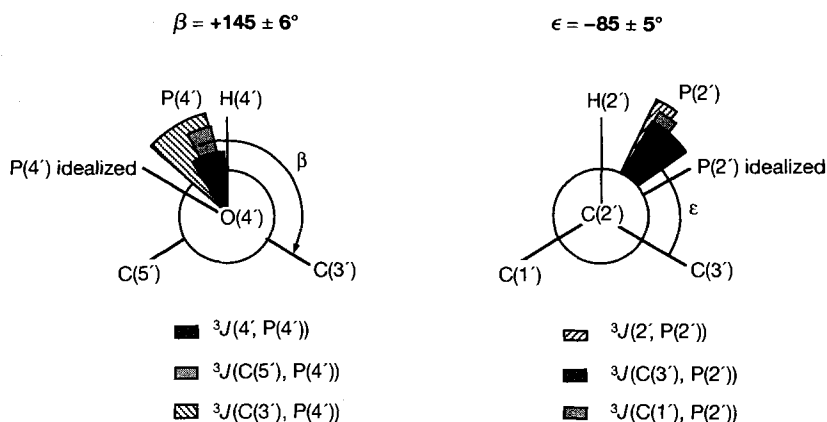 β = +145 ± 6°
ϵ = −85 ± 5°
P(4´) H(4´)
P(4´) idealized
β
O(4´)
C(5´)
C(3´)
H(2´)
P(2´)
P(2´) idealized
C(2´)
ε
C(1´)
C(3´)
³J(4´, P(4´))
³J(C(5´), P(4´))
³J(C(3´), P(4´))
³J(2´, P(2´))
³J(C(3´), P(2´))
³J(C(1´), P(2´))